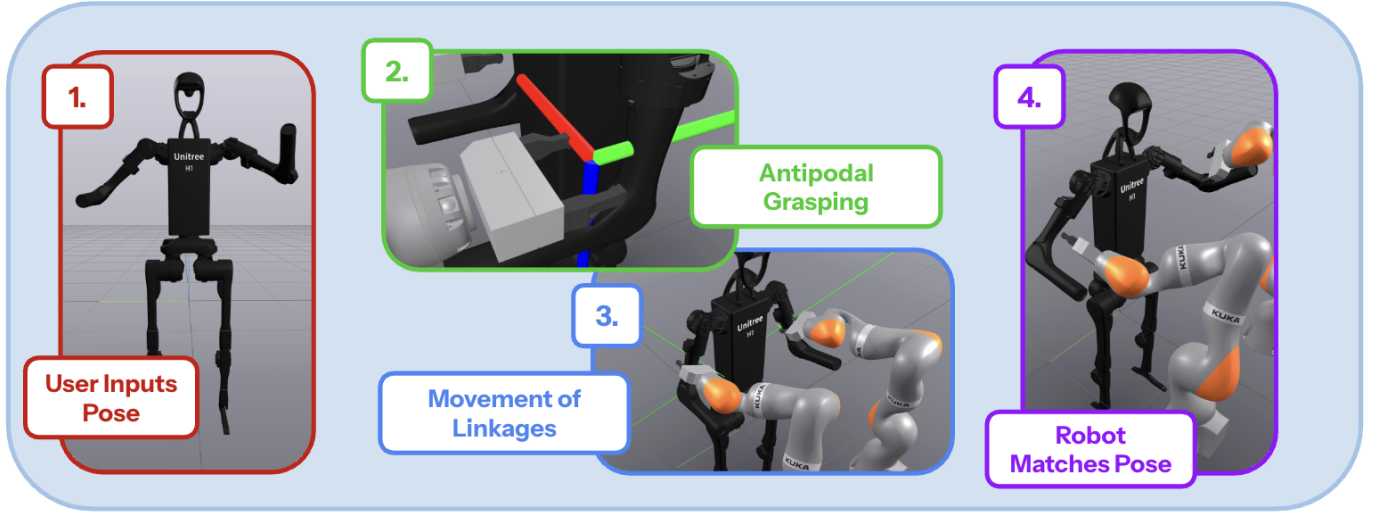 1.
Unitree
H1
User Inputs
Pose
2.
Antipodal
Grasping
3.
Unitree
H1
KUKA
KUKA
KUKA
Movement of
Linkages
4.
Unitree
H1
KUKA
KUKA
Robot
Matches Pose